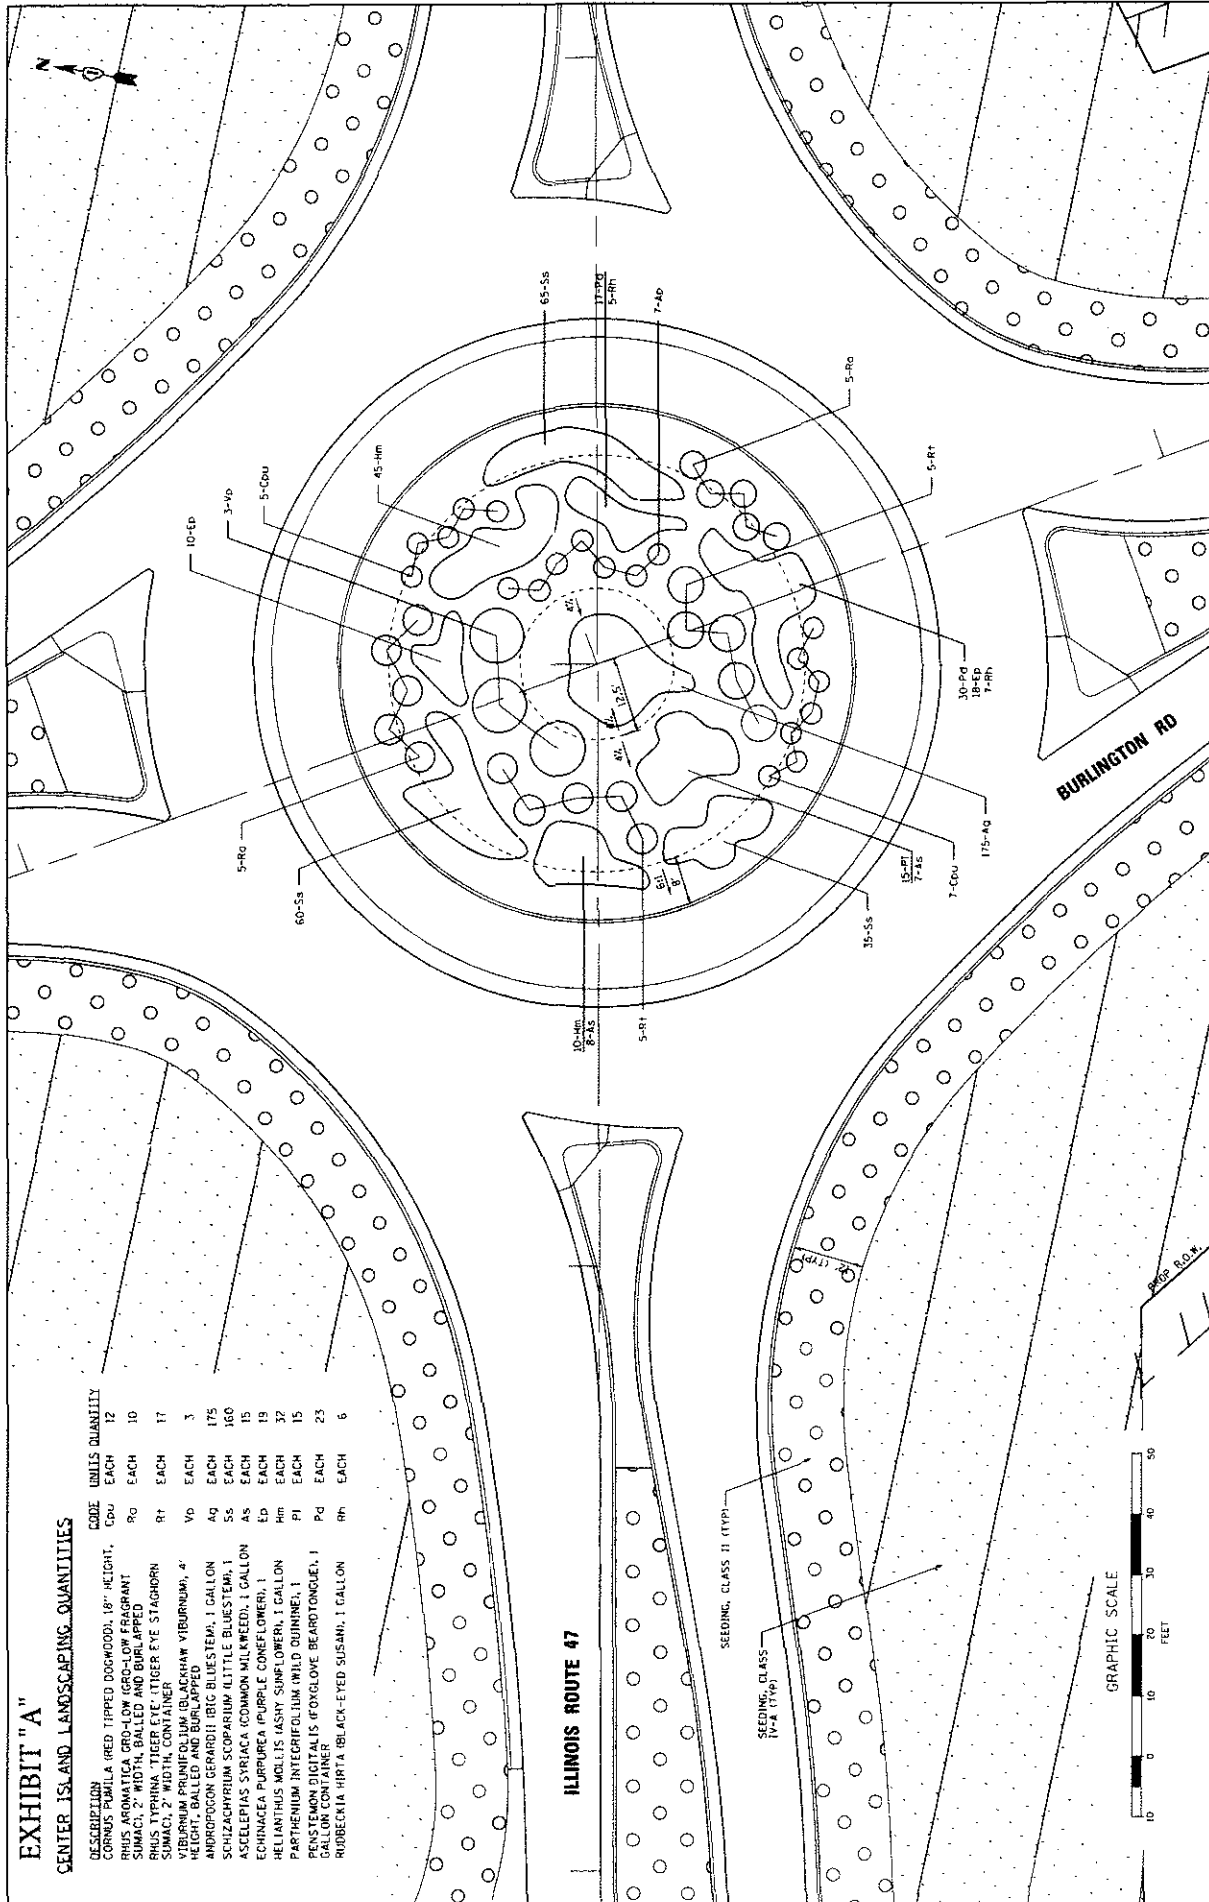 EXHIBIT "A"
CENTER ISLAND LANDSCAPING QUANTITIES
DESCRIPTION CODE UNITS QUANTITY
CORNUS PUMILA (RED TIPPED DOGWOOD), 18" HEIGHT, Cpu EACH 12
RHUS AROMATICA GRO-LOW (GRO-LOW FRAGRANT Ra EACH 10
SUMAC), 2' WIDTH, BALLED AND BURLAPPED
RHUS TYPHINA 'TIGER EYE' (TIGER EYE STAGHORN Rt EACH 17
SUMAC), 2' WIDTH, CONTAINER
VIBURNUM PRUNIFOLIUM (BLACKHAW VIBURNUM), 4' Vp EACH 3
HEIGHT, BALLED AND BURLAPPED
ANDROPOGON GERARDII (BIG BLUESTEM), 1 GALLON Ag EACH 175
SCHIZACHYRIUM SCOPARIUM (LITTLE BLUESTEM), 1 Ss EACH 160
ASCELEPIAS SYRIACA (COMMON MILKWEED), 1 GALLON As EACH 15
ECHINACEA PURPUREA (PURPLE CONEFLOWER), 1 Ep EACH 19
HELIANTHUS MOLLIS (ASHY SUNFLOWER), 1 GALLON Hm EACH 32
PARTHENIUM INTEGRIFOLIUM (WILD QUININE), 1 PI EACH 15
PENSTEMON DIGITALIS (FOXGLOVE BEARDTONGUE), 1 Pd EACH 23
GALLON CONTAINER
RUDBECKIA HIRTA (BLACK-EYED SUSAN), 1 GALLON Rh EACH 6
N
5-Ra
60-Ss
10-Ep
3-Vp
5-Cpu
45-Hm
65-Ss
17-Pd
5-Rh
7-Ap
5-Ra
5-Rt
30-Pd
18-Ep
7-Rh
175-Ag
7-Cpu
15-PI
7-As
35-Ss
10-Hm
8-As
5-Rt
4%
12.5'
4%
6:1
8'
ILLINOIS ROUTE 47
BURLINGTON RD
12' (TYP)
SEEDING, CLASS II (TYP)
SEEDING, CLASS
IV-A (TYP)
PROP R.O.W.
GRAPHIC SCALE
10 0 10 20 30 40 50
FEET